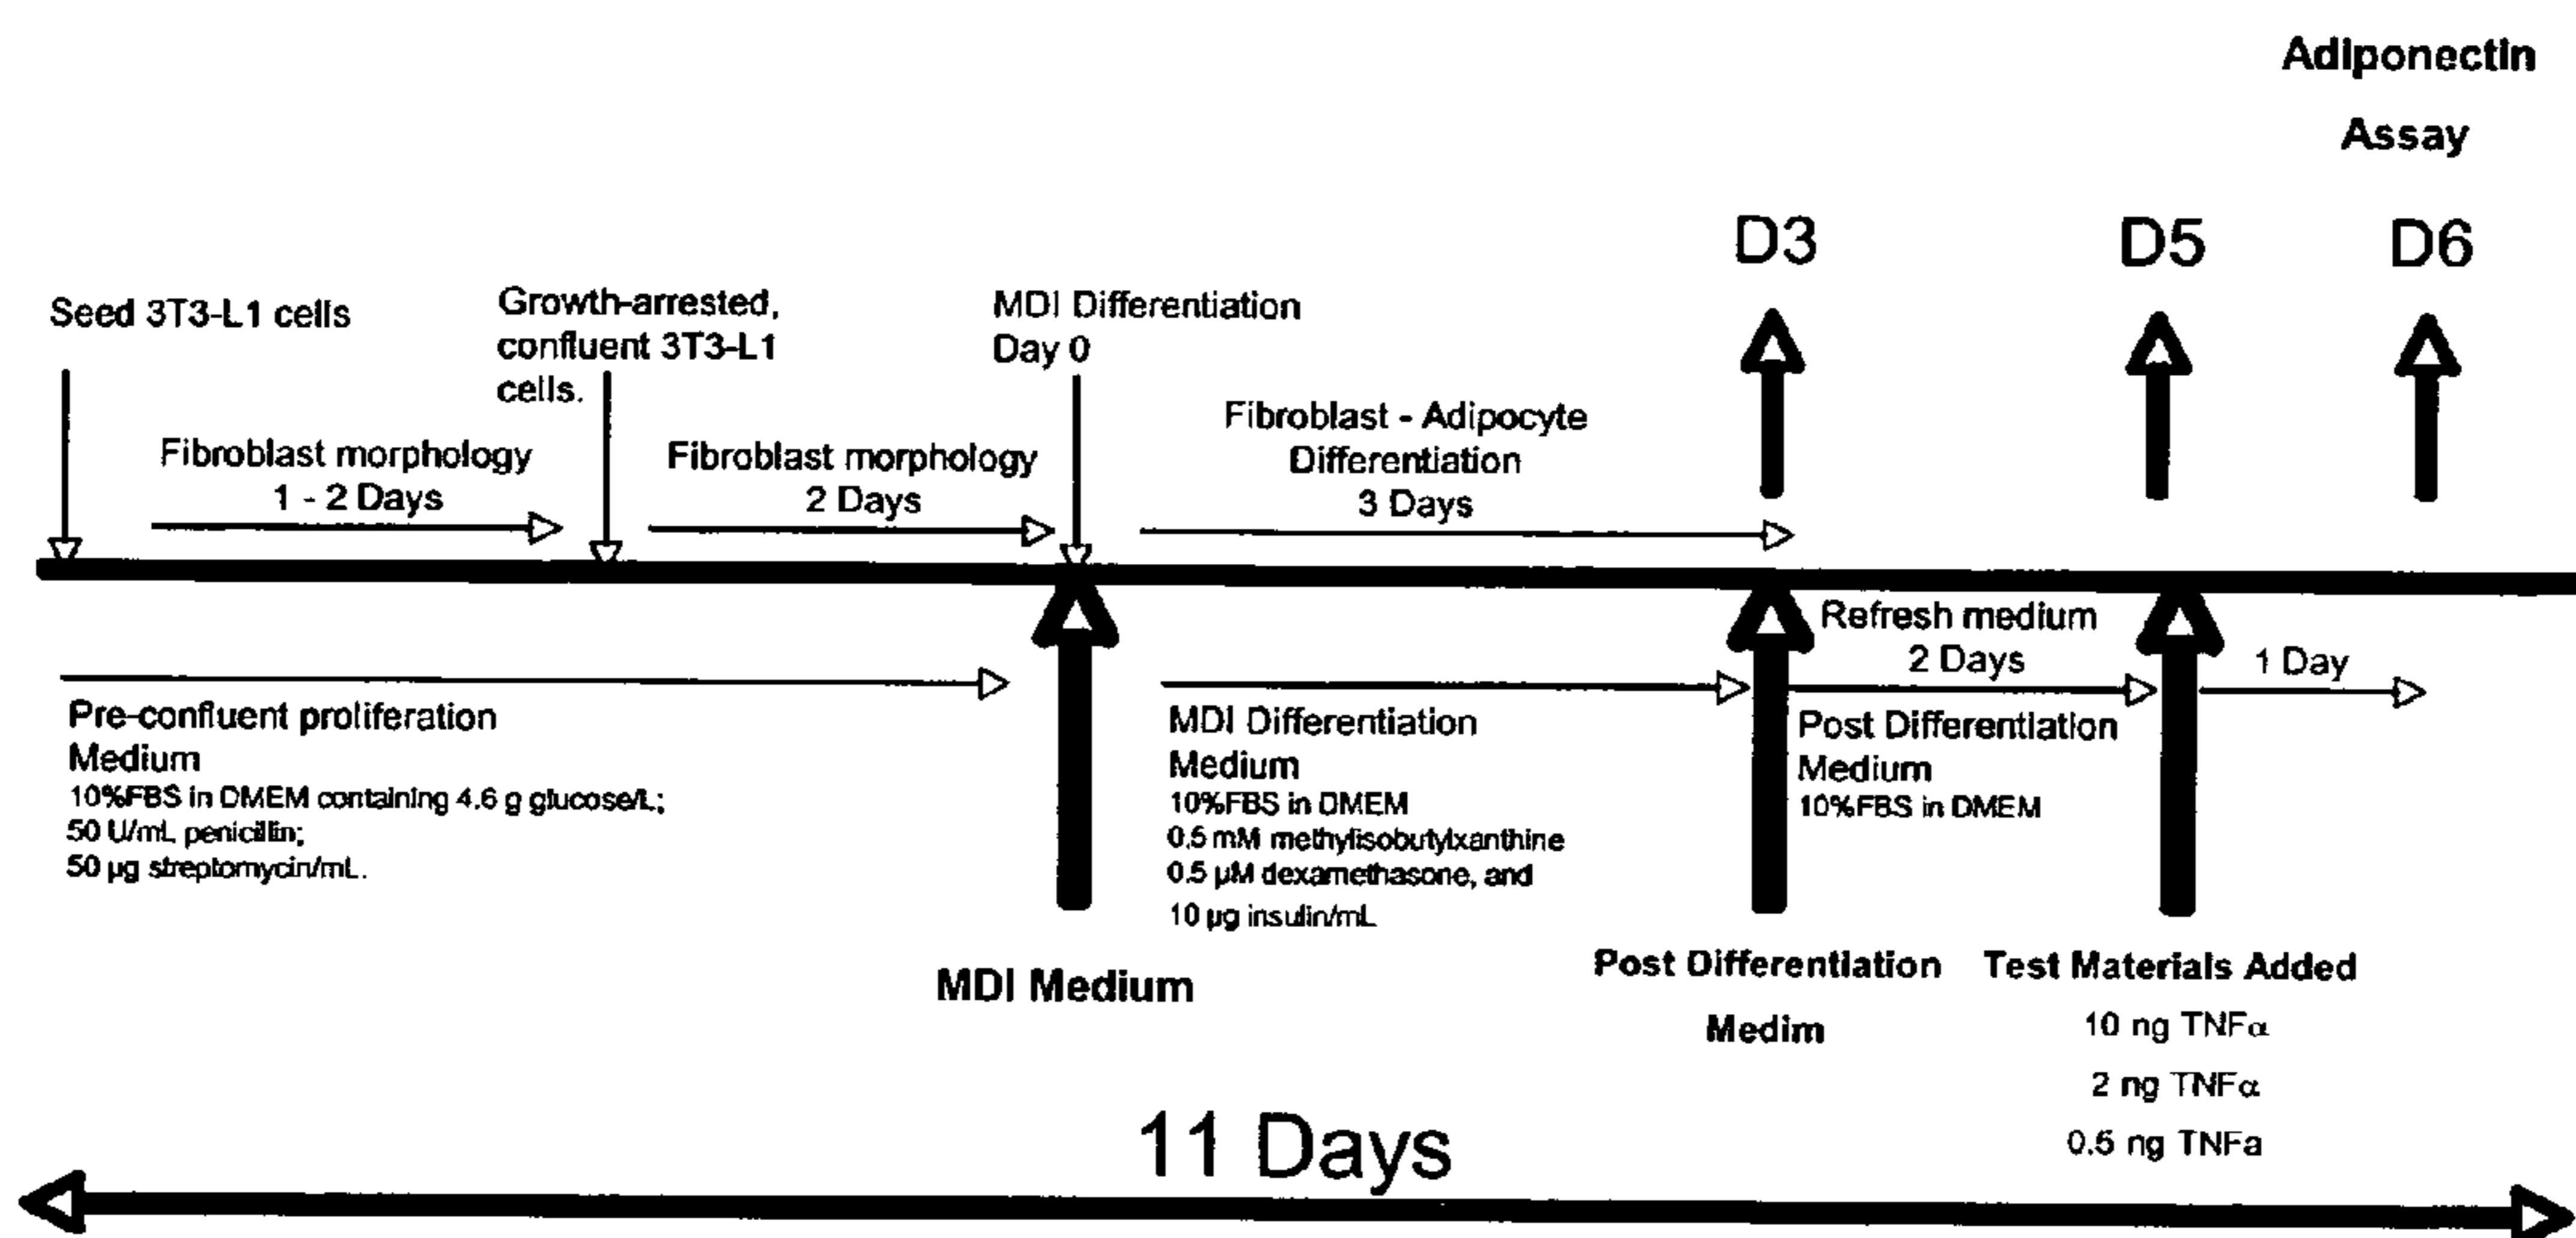 Adiponectin
Assay
D3
D5
D6
Seed 3T3-L1 cells
Growth-arrested,
confluent 3T3-L1
cells.
MDI Differentiation
Day 0
Fibroblast morphology
1 - 2 Days
Fibroblast morphology
2 Days
Fibroblast - Adipocyte
Differentiation
3 Days
Refresh medium
2 Days
1 Day
Pre-confluent proliferation
Medium
10%FBS in DMEM containing 4.6 g glucose/L;
50 U/mL penicillin;
50 µg streptomycin/mL.
MDI Differentiation
Medium
10%FBS in DMEM
0.5 mM methylisobutylxanthine
0.5 µM dexamethasone, and
10 µg insulin/mL
Post Differentiation
Medium
10%FBS in DMEM
MDI Medium
Post Differentiation
Medim
Test Materials Added
10 ng TNFα
2 ng TNFα
0.5 ng TNFa
11 Days